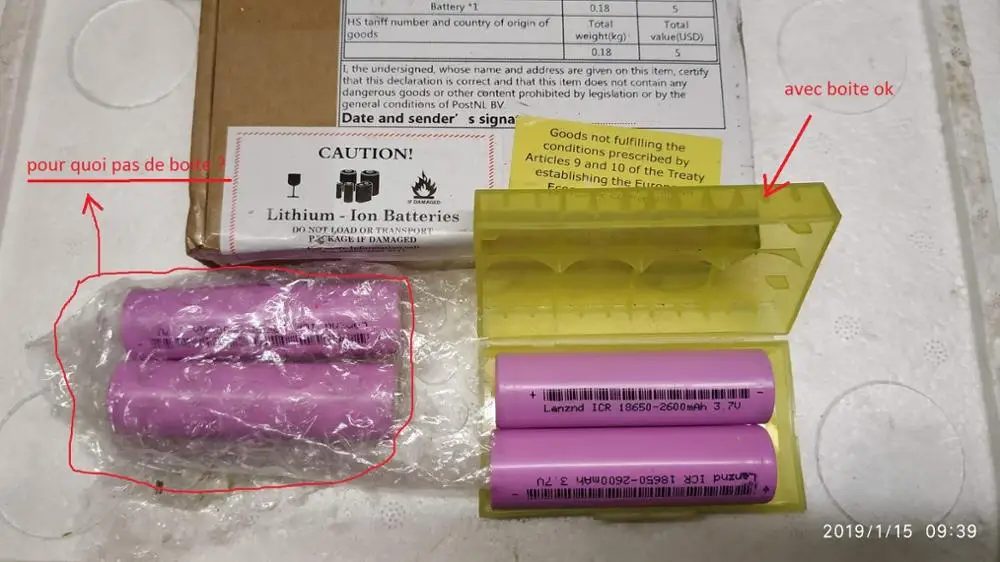 Battery *1 0.18 5
HS tariff number and country of origin of goods Total weight(kg) Total value(USD)
0.18 5
I, the undersigned, whose name and address are given on this item, certify
that this declaration is correct and that this item does not contain any
dangerous goods or other content prohibited by legislation or by the
general conditions of PostNL BV.
Date and sender's signa
avec boite ok
pour quoi pas de boite ?
CAUTION!
IF DAMAGED
Lithium - Ion Batteries
DO NOT LOAD OR TRANSPORT
PACKAGE IF DAMAGED
Goods not fulfilling the
conditions prescribed by
Articles 9 and 10 of the Treaty
establishing the Europe
+ -
Lanznd ICR 18650-2600mAh 3.7V
Lanznd ICR 18650-2600mAh 3.7V
- +
2019/1/15 09:39